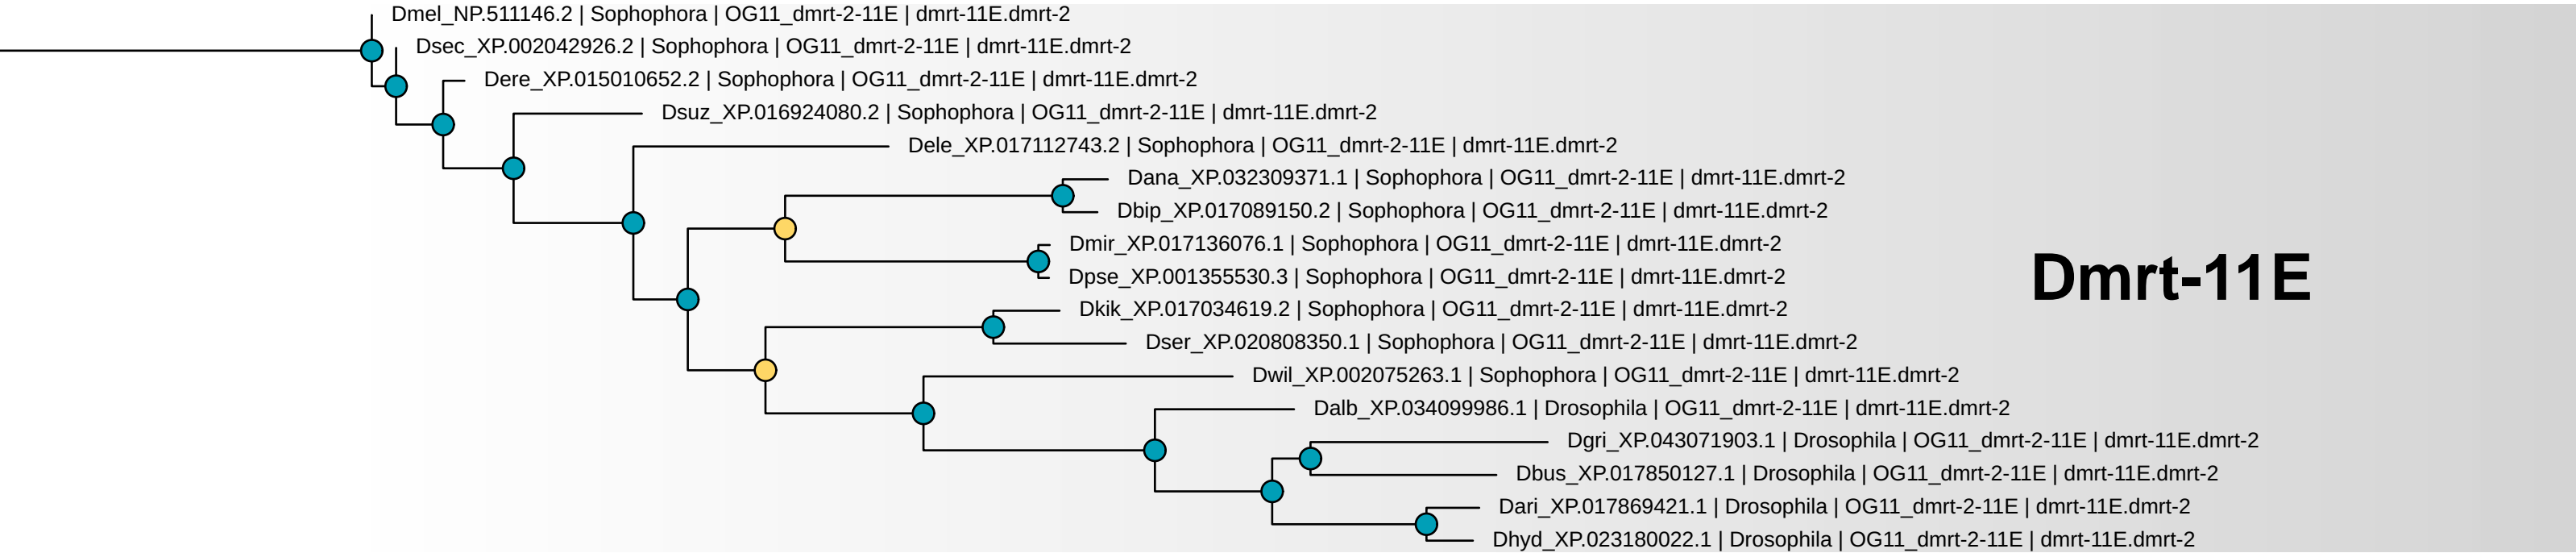 Dmel_NP.511146.2 | Sophophora | OG11_dmrt-2-11E | dmrt-11E.dmrt-2
Dsec_XP.002042926.2 | Sophophora | OG11_dmrt-2-11E | dmrt-11E.dmrt-2
Dere_XP.015010652.2 | Sophophora | OG11_dmrt-2-11E | dmrt-11E.dmrt-2
Dsuz_XP.016924080.2 | Sophophora | OG11_dmrt-2-11E | dmrt-11E.dmrt-2
Dele_XP.017112743.2 | Sophophora | OG11_dmrt-2-11E | dmrt-11E.dmrt-2
Dana_XP.032309371.1 | Sophophora | OG11_dmrt-2-11E | dmrt-11E.dmrt-2
Dbip_XP.017089150.2 | Sophophora | OG11_dmrt-2-11E | dmrt-11E.dmrt-2
Dmir_XP.017136076.1 | Sophophora | OG11_dmrt-2-11E | dmrt-11E.dmrt-2
Dpse_XP.001355530.3 | Sophophora | OG11_dmrt-2-11E | dmrt-11E.dmrt-2
Dmrt-11E
Dkik_XP.017034619.2 | Sophophora | OG11_dmrt-2-11E | dmrt-11E.dmrt-2
Dser_XP.020808350.1 | Sophophora | OG11_dmrt-2-11E | dmrt-11E.dmrt-2
Dwil_XP.002075263.1 | Sophophora | OG11_dmrt-2-11E | dmrt-11E.dmrt-2
Dalb_XP.034099986.1 | Drosophila | OG11_dmrt-2-11E | dmrt-11E.dmrt-2
Dgri_XP.043071903.1 | Drosophila | OG11_dmrt-2-11E | dmrt-11E.dmrt-2
Dbus_XP.017850127.1 | Drosophila | OG11_dmrt-2-11E | dmrt-11E.dmrt-2
Dari_XP.017869421.1 | Drosophila | OG11_dmrt-2-11E | dmrt-11E.dmrt-2
Dhyd_XP.023180022.1 | Drosophila | OG11_dmrt-2-11E | dmrt-11E.dmrt-2